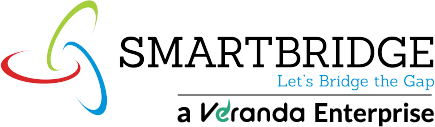 SMARTBRIDGE
Let's Bridge the Gap
a Veranda Enterprise